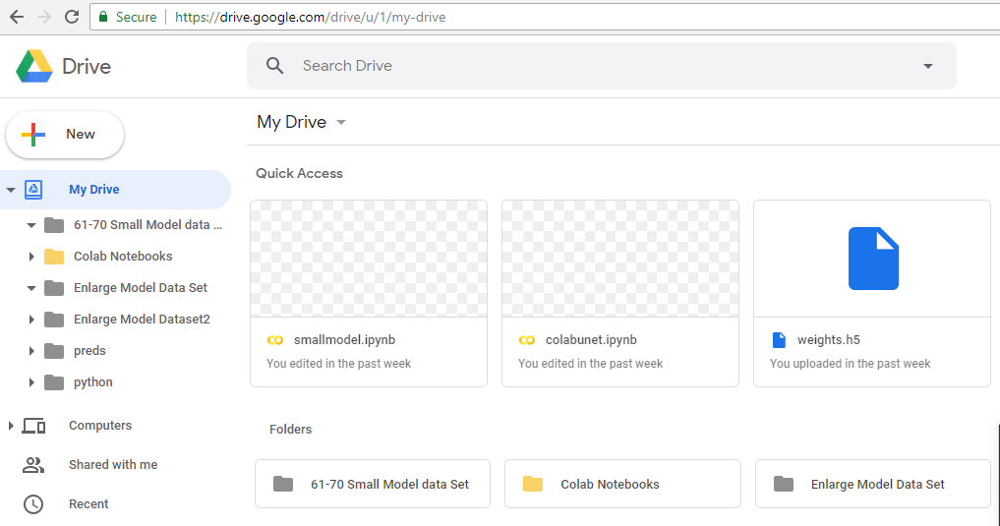 Secure https://drive.google.com/drive/u/1/my-drive
Drive
Search Drive
New
My Drive
My Drive
61-70 Small Model data ...
Colab Notebooks
Enlarge Model Data Set
Enlarge Model Dataset2
preds
python
Computers
Shared with me
Recent
Quick Access
smallmodel.ipynb
You edited in the past week
colabunet.ipynb
You edited in the past week
weights.h5
You uploaded in the past week
Folders
61-70 Small Model data Set
Colab Notebooks
Enlarge Model Data Set